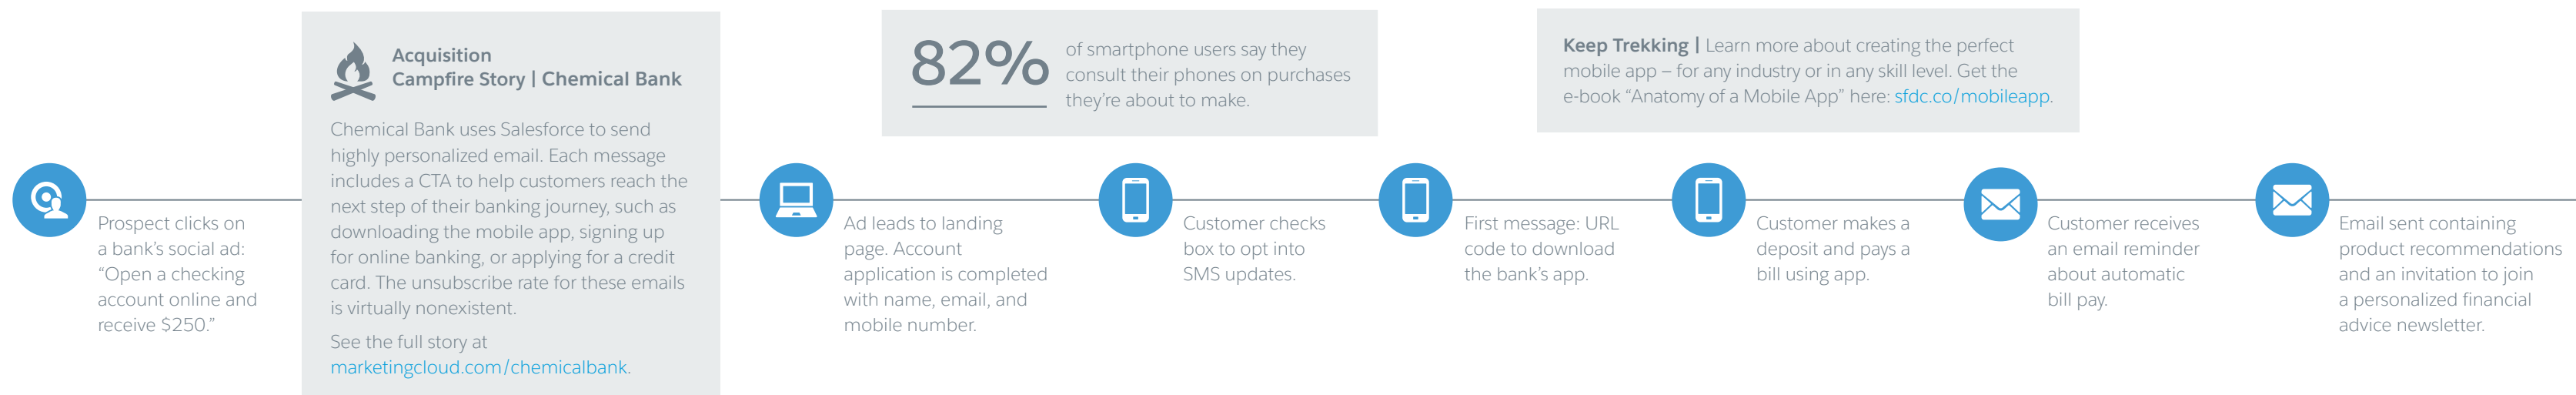 Acquisition
Campfire Story | Chemical Bank
Chemical Bank uses Salesforce to send
highly personalized email. Each message
includes a CTA to help customers reach the
next step of their banking journey, such as
downloading the mobile app, signing up
for online banking, or applying for a credit
card. The unsubscribe rate for these emails
is virtually nonexistent.
See the full story at
marketingcloud.com/chemicalbank.
82%
of smartphone users say they
consult their phones on purchases
they’re about to make.
Keep Trekking | Learn more about creating the perfect
mobile app – for any industry or in any skill level. Get the
e-book “Anatomy of a Mobile App” here: sfdc.co/mobileapp.
Prospect clicks on
a bank’s social ad:
“Open a checking
account online and
receive $250.”
Ad leads to landing
page. Account
application is completed
with name, email, and
mobile number.
Customer checks
box to opt into
SMS updates.
First message: URL
code to download
the bank’s app.
Customer makes a
deposit and pays a
bill using app.
Customer receives
an email reminder
about automatic
bill pay.
Email sent containing
product recommendations
and an invitation to join
a personalized financial
advice newsletter.